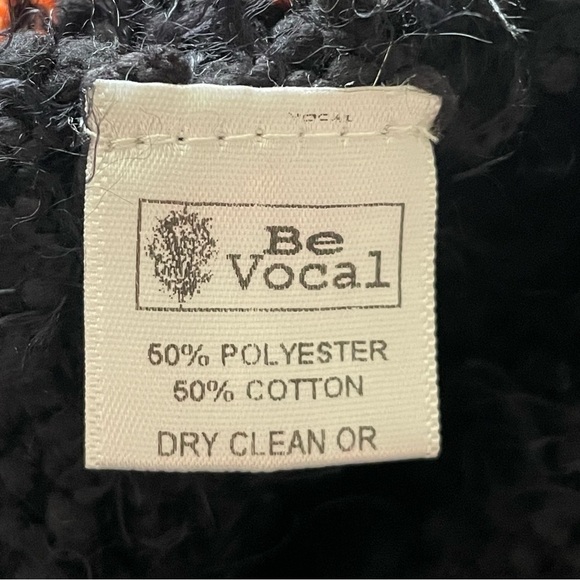 VOCAL
Be
Vocal
50% POLYESTER
50% COTTON
DRY CLEAN OR